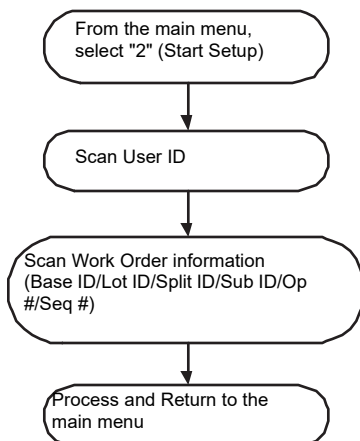 From the main menu,
select "2" (Start Setup)
Scan User ID
Scan Work Order information
(Base ID/Lot ID/Split ID/Sub ID/Op
#/Seq #)
Process and Return to the
main menu